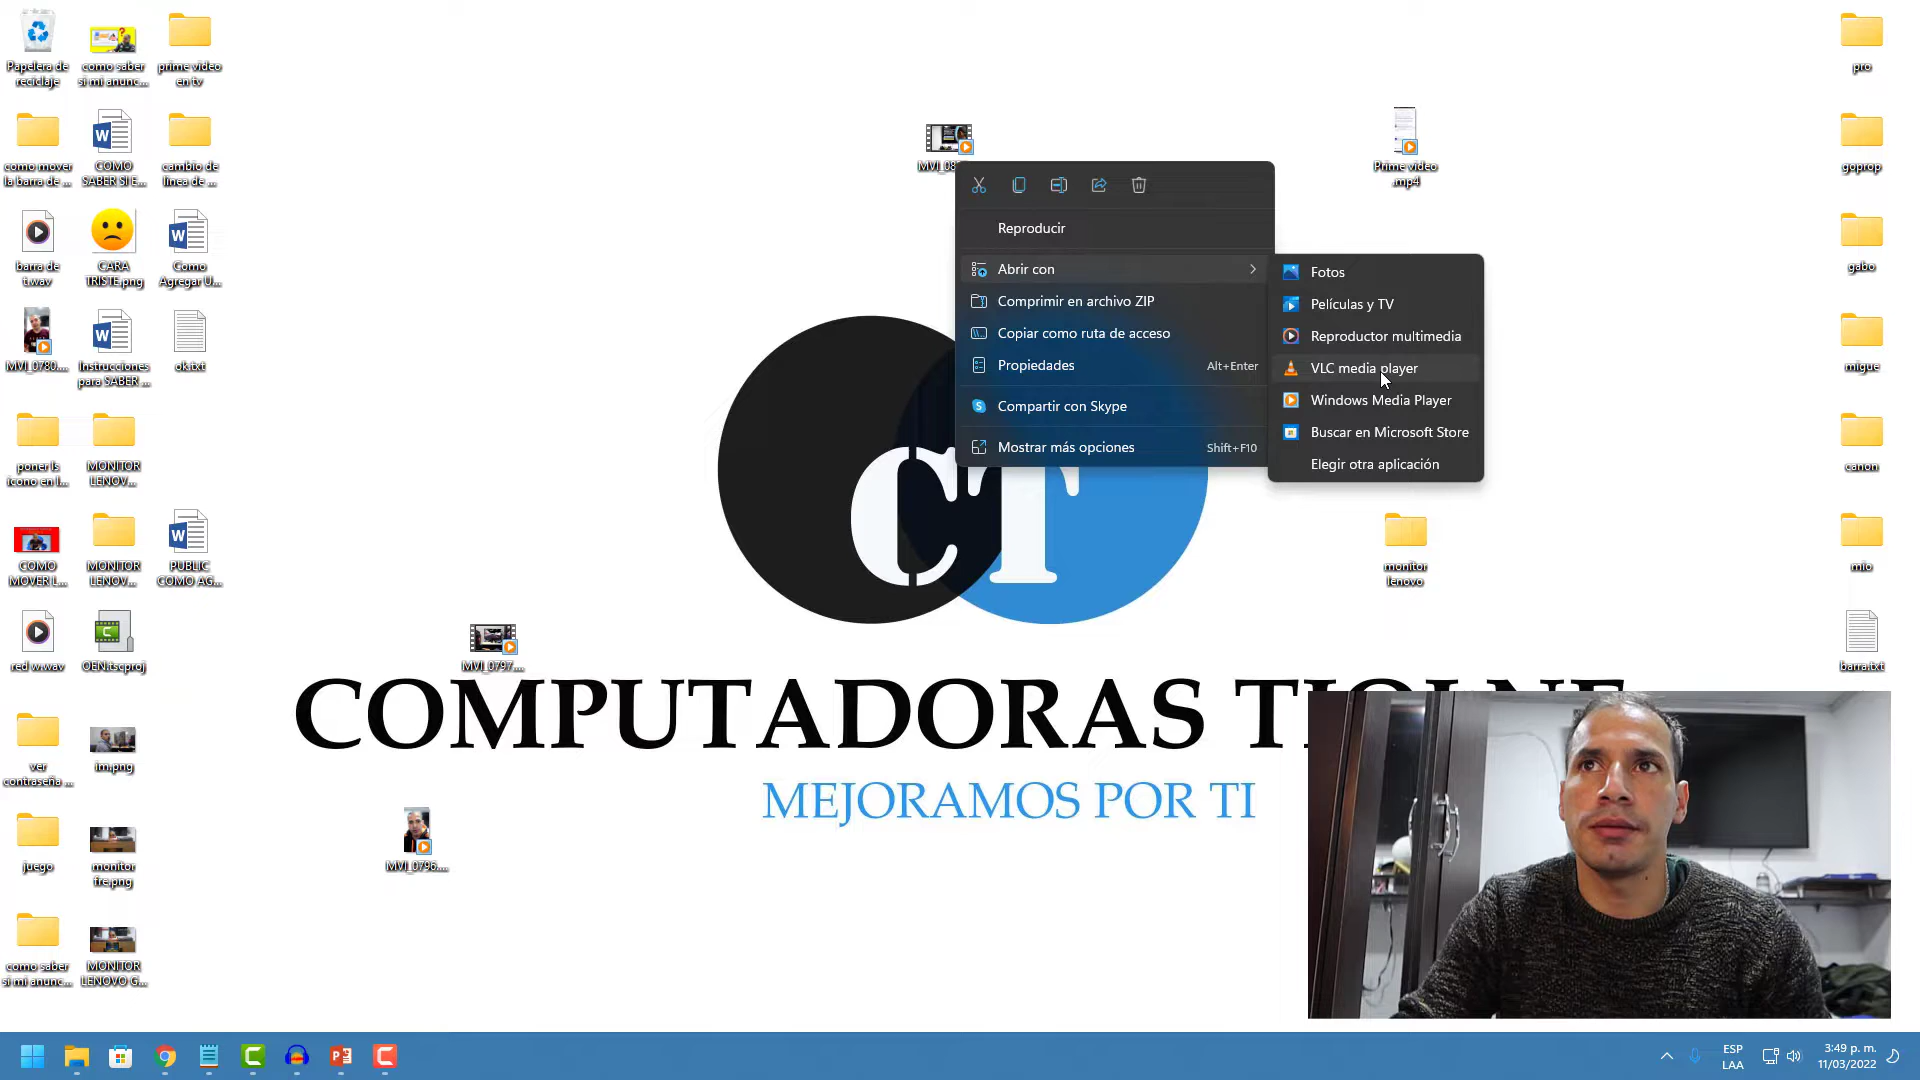 Papelera de
reciclaje
como saber
si mi anunc...
prime video
en tv
como mover
la barra de ...
COMO
SABER SI E...
cambio de
linea de ...
barra de
t.wav
CARA
TRISTE.png
Como
Agregar U...
MVI_0780....
Instrucciones
para SABER ...
ok.txt
poner ls
icono en l...
MONITOR
LENOV...
COMO
MOVER L...
MONITOR
LENOV...
PUBLIC
COMO AG...
red w.wav
OEN.tscproj
ver
contraseña ...
im.png
juego
monitor
fre.png
como saber
si mi anunc...
MONITOR
LENOVO G...
MVI_0797....
MVI_0796....
Prime video
.mp4
Reproducir
Abrir con
Comprimir en archivo ZIP
Copiar como ruta de acceso
Propiedades
Alt+Enter
Compartir con Skype
Mostrar más opciones
Shift+F10
Fotos
Películas y TV
Reproductor multimedia
VLC media player
Windows Media Player
Buscar en Microsoft Store
Elegir otra aplicación
CT
COMPUTADORAS
MEJORAMOS POR TI
monitor
lenovo
pro
goprop
gabo
migue
canon
mio
barra.txt
ESP
LAA
3:49 p. m.
11/03/2022